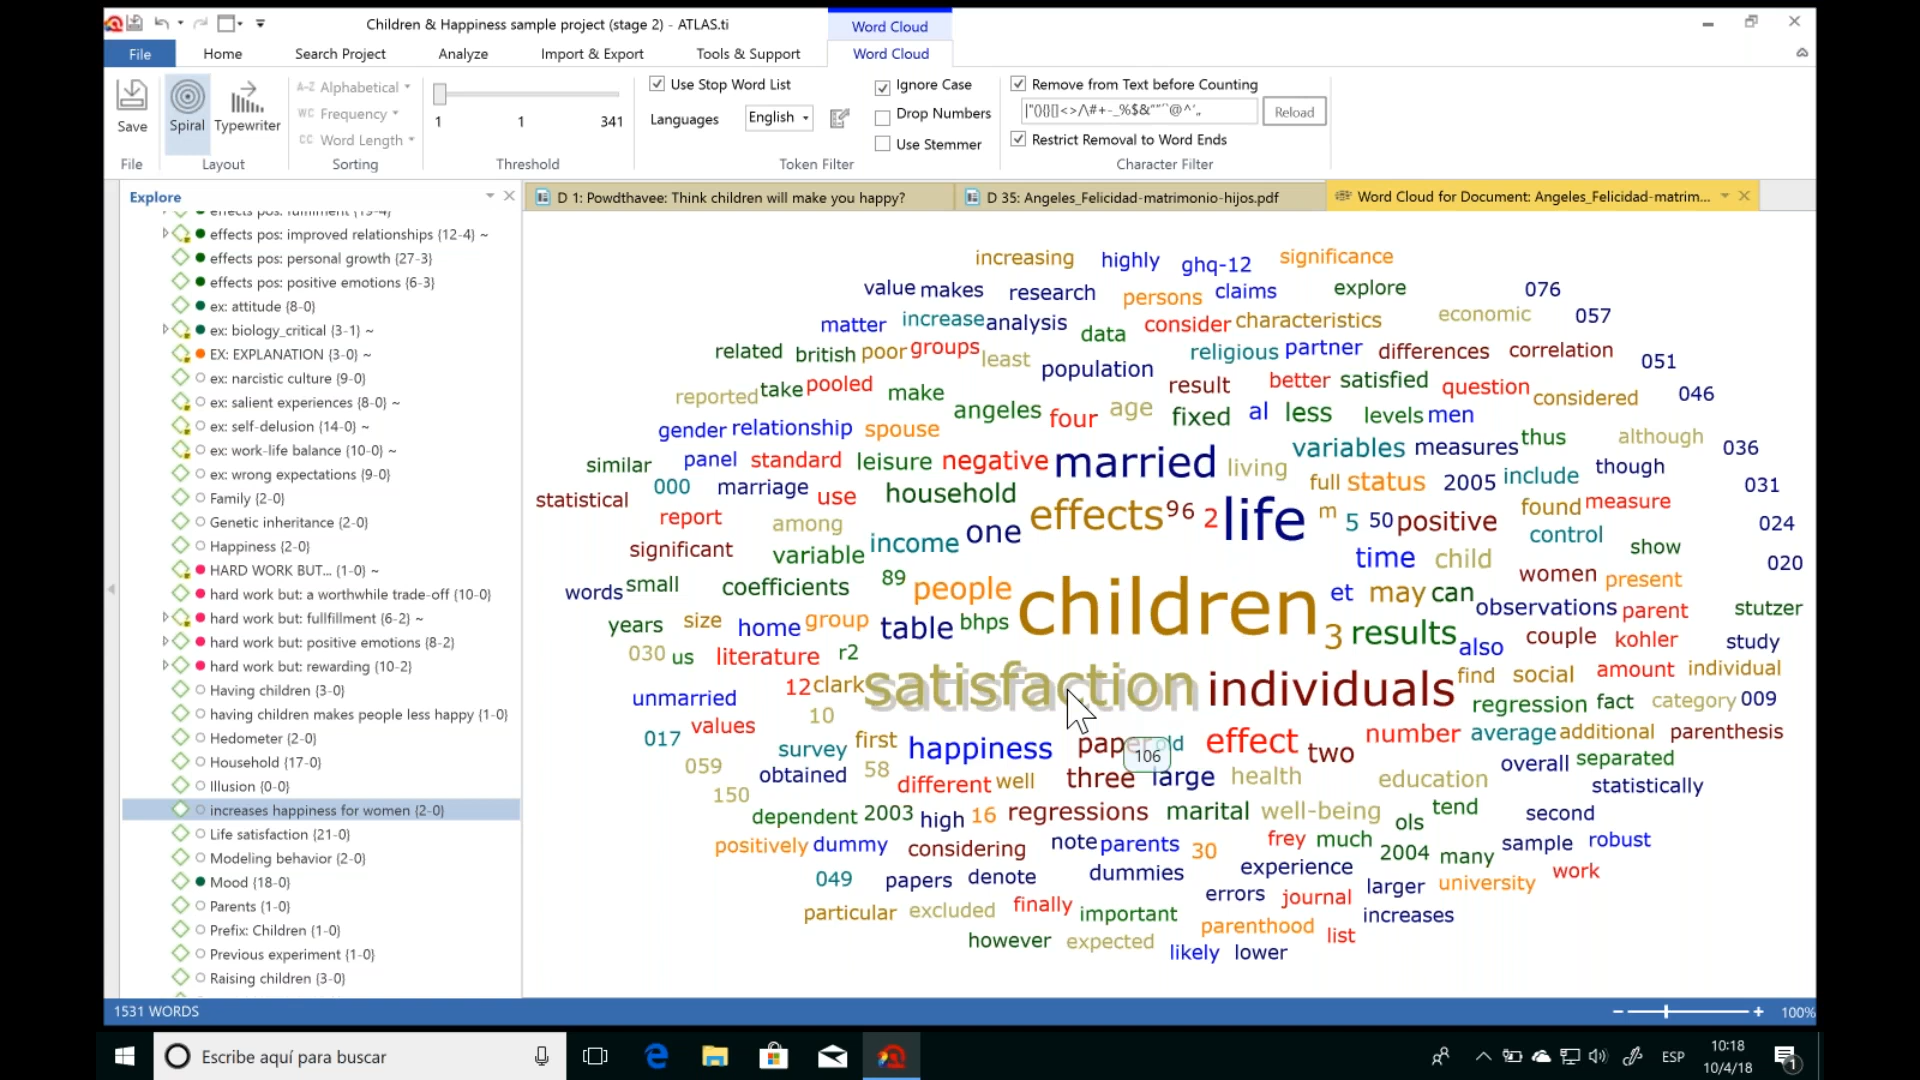 Children & Happiness sample project (stage 2) - ATLAS.ti
Word Cloud
File Home Search Project Analyze Import & Export Tools & Support Word Cloud
Save Spiral Typewriter
A-Z Alphabetical
WC Frequency
CC Word Length
1 1 341
Use Stop Word List
Languages English
Ignore Case
Drop Numbers
Use Stemmer
Remove from Text before Counting
Reload
Restrict Removal to Word Ends
File Layout Sorting Threshold Token Filter Character Filter
Explore
D 1: Powdthavee: Think children will make you happy?
D 35: Angeles_Felicidad-matrimonio-hijos.pdf
Word Cloud for Document: Angeles_Felicidad-matrim...
effects pos: fulfillment {19-4}
effects pos: improved relationships {12-4} ~
effects pos: personal growth {27-3}
effects pos: positive emotions {6-3}
ex: attitude {8-0}
ex: biology_critical {3-1} ~
EX: EXPLANATION {3-0} ~
ex: narcistic culture {9-0}
ex: salient experiences {8-0} ~
ex: self-delusion {14-0} ~
ex: work-life balance {10-0} ~
ex: wrong expectations {9-0}
Family {2-0}
Genetic inheritance {2-0}
Happiness {2-0}
HARD WORK BUT... {1-0} ~
hard work but: a worthwhile trade-off {10-0}
hard work but: fullfillment {6-2} ~
hard work but: positive emotions {8-2}
hard work but: rewarding {10-2}
Having children {3-0}
having children makes people less happy {1-0}
Hedometer {2-0}
Household {17-0}
Illusion {0-0}
increases happiness for women {2-0}
Life satisfaction {21-0}
Modeling behavior {2-0}
Mood {18-0}
Parents {1-0}
Prefix: Children {1-0}
Previous experiment {1-0}
Raising children {3-0}
increasing highly ghq-12 significance
value makes research persons claims explore 076
matter increase analysis data consider characteristics economic 057
related british poor groups least religious partner differences correlation 051
reported take pooled make population result better satisfied question considered 046
gender relationship spouse angeles four age fixed al less levels men
similar panel standard leisure negative married living variables measures thus although 036
statistical 000 marriage use household full status 2005 include though 031
report among effects 96 2 life m 5 50 positive found measure 024
significant variable income one time child control show 020
words small coefficients 89 people children et may can women present
years size home group table bhps 3 results observations parent stutzer
030 us literature r2 also couple kohler study
unmarried 12 clark satisfaction individuals find social amount individual
values 10 regression fact category 009
017 survey first happiness paper old effect two number average additional parenthesis
106
059 obtained 58 different well three large health education overall separated
150 statistically
dependent 2003 high 16 regressions marital well-being ols tend second
positively dummy considering note parents 30 frey much 2004 many sample robust
049 papers denote dummies experience larger university work
particular excluded finally important errors journal increases
however expected parenthood list
likely lower
1531 WORDS
100%
Escribe aquí para buscar
ESP
10:18
10/4/18
1